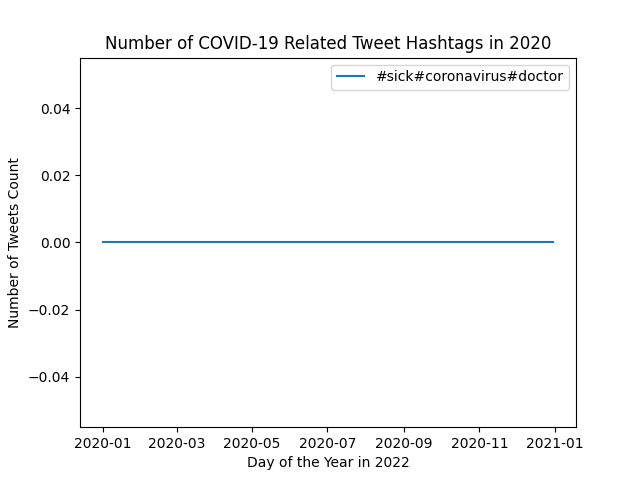 Number of COVID-19 Related Tweet Hashtags in 2020
#sick#coronavirus#doctor
0.04
0.02
0.00
−0.02
−0.04
Number of Tweets Count
2020-01 2020-03 2020-05 2020-07 2020-09 2020-11 2021-01
Day of the Year in 2022